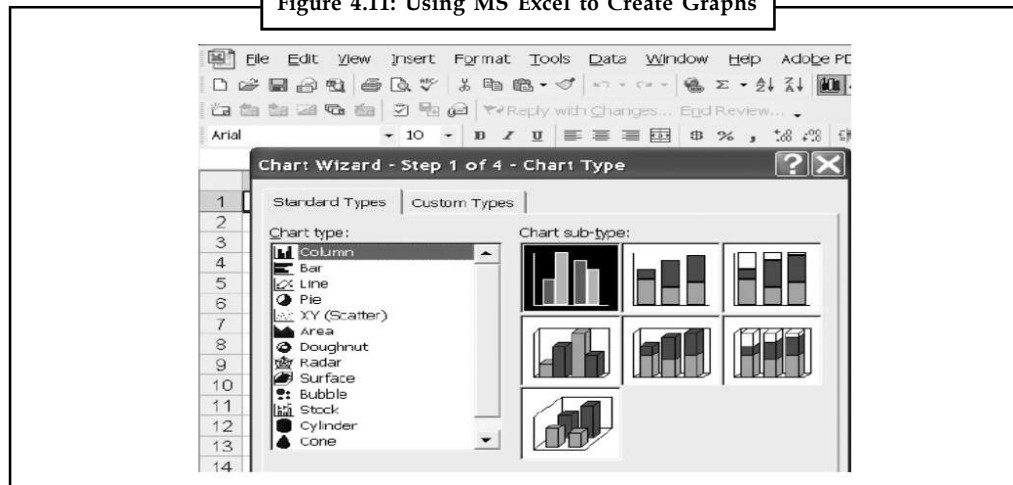 Figure 4.11: Using MS Excel to Create Graphs
File Edit View Insert Format Tools Data Window Help Adobe PD
Reply with Changes... End Review...
Arial 10 B I U $ % ,
Chart Wizard - Step 1 of 4 - Chart Type
Standard Types Custom Types
Chart type: Chart sub-type:
Column
Bar
Line
Pie
XY (Scatter)
Area
Doughnut
Radar
Surface
Bubble
Stock
Cylinder
Cone
1
2
3
4
5
6
7
8
9
10
11
12
13
14